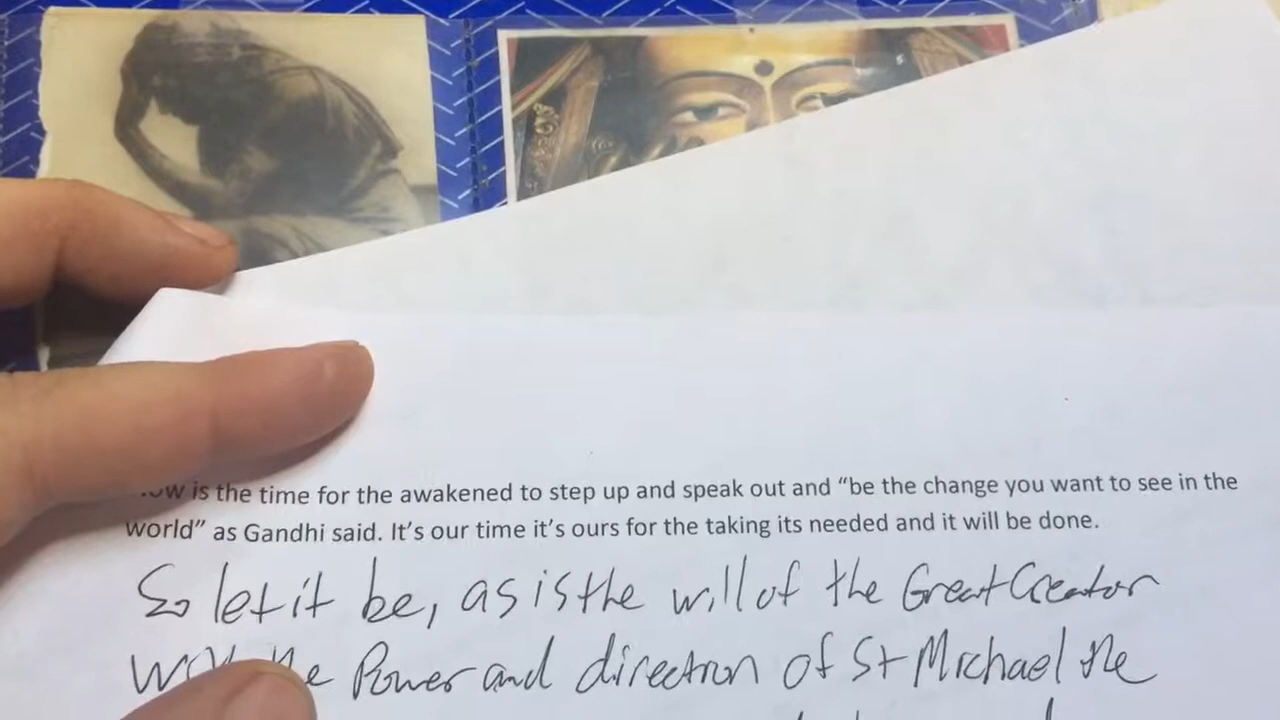 is the time for the awakened to step up and speak out and “be the change you want to see in the
world” as Gandhi said. It’s our time it’s ours for the taking its needed and it will be done.
So let it be, as is the will of the Great Creator
Power and direction of St Michael the